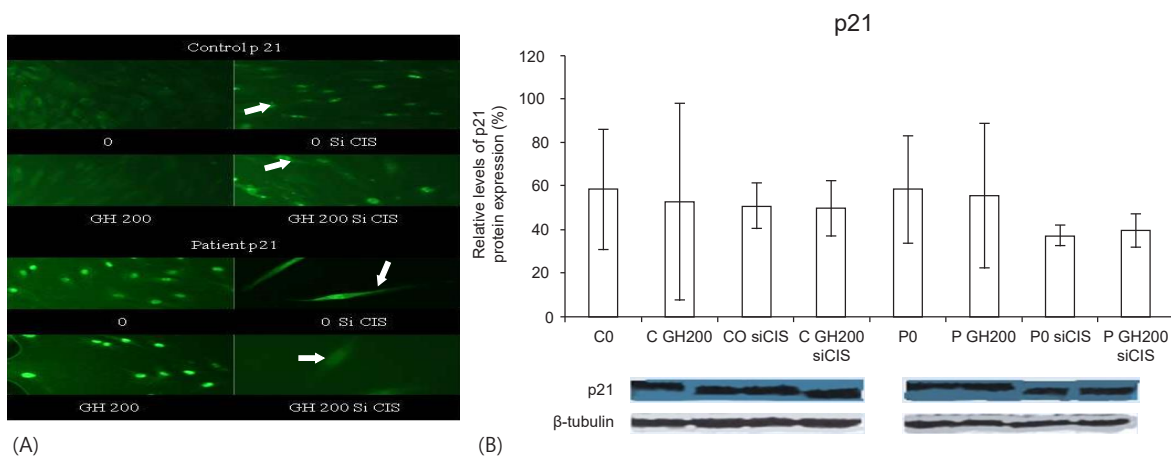 Control p 21
0
0 Si CIS
GH 200
GH 200 Si CIS
Patient p21
0
0 Si CIS
GH 200
GH 200 Si CIS
(A)
p21
Relative levels of p21
protein expression (%)
120
100
80
60
40
20
0
C0
C GH200
CO siCIS
C GH200
siCIS
P0
P GH200
P0 siCIS
P GH200
siCIS
p21
β-tubulin
(B)